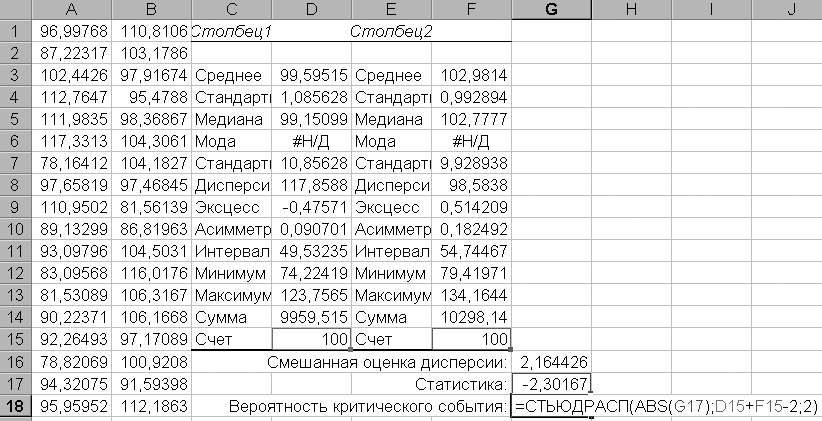 A B C D E F G H I J
1 96,99768 110,8106 Столбец1 Столбец2
2 87,22317 103,1786
3 102,4426 97,91674 Среднее 99,59515 Среднее 102,9814
4 112,7647 95,4788 Стандарт 1,085628 Стандарт 0,992894
5 111,9835 98,36867 Медиана 99,15099 Медиана 102,7777
6 117,3313 104,3061 Мода #Н/Д Мода #Н/Д
7 78,16412 104,1827 Стандарт 10,85628 Стандарт 9,928938
8 97,65819 97,46845 Дисперси 117,8588 Дисперси 98,5838
9 110,9502 81,56139 Эксцесс -0,47571 Эксцесс 0,514209
10 89,13299 86,81963 Асимметр 0,090701 Асимметр 0,182492
11 93,09796 104,5031 Интервал 49,53235 Интервал 54,74467
12 83,09568 116,0176 Минимум 74,22419 Минимум 79,41971
13 81,53089 106,3167 Максимум 123,7565 Максимум 134,1644
14 90,22371 106,1668 Сумма 9959,515 Сумма 10298,14
15 92,26493 97,17089 Счет 100 Счет 100
16 78,82069 100,9208 Смешанная оценка дисперсии: 2,164426
17 94,32075 91,59398 Статистика: -2,30167
18 95,95952 112,1863 Вероятность критического события: =СТЬЮДРАСП(ABS(G17);D15+F15-2;2)